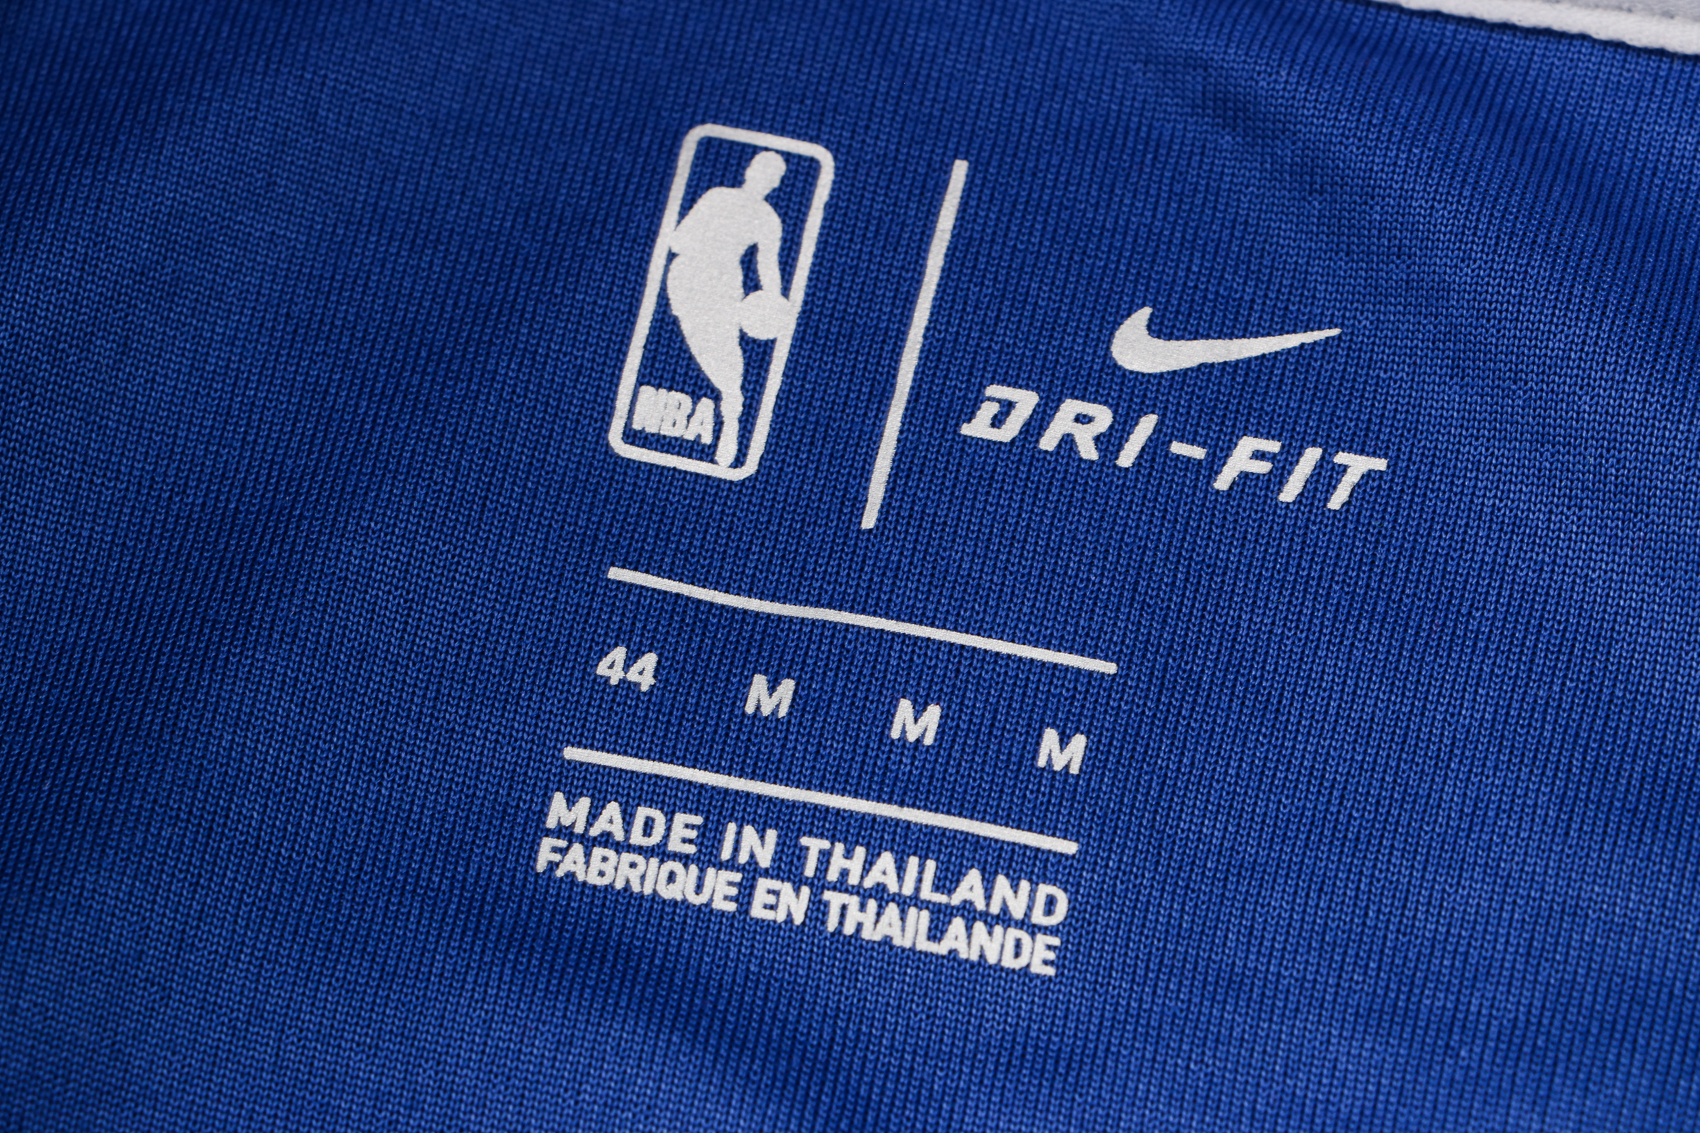 NBA
DRI-FIT
44 M M M
MADE IN THAILAND
FABRIQUE EN THAILANDE